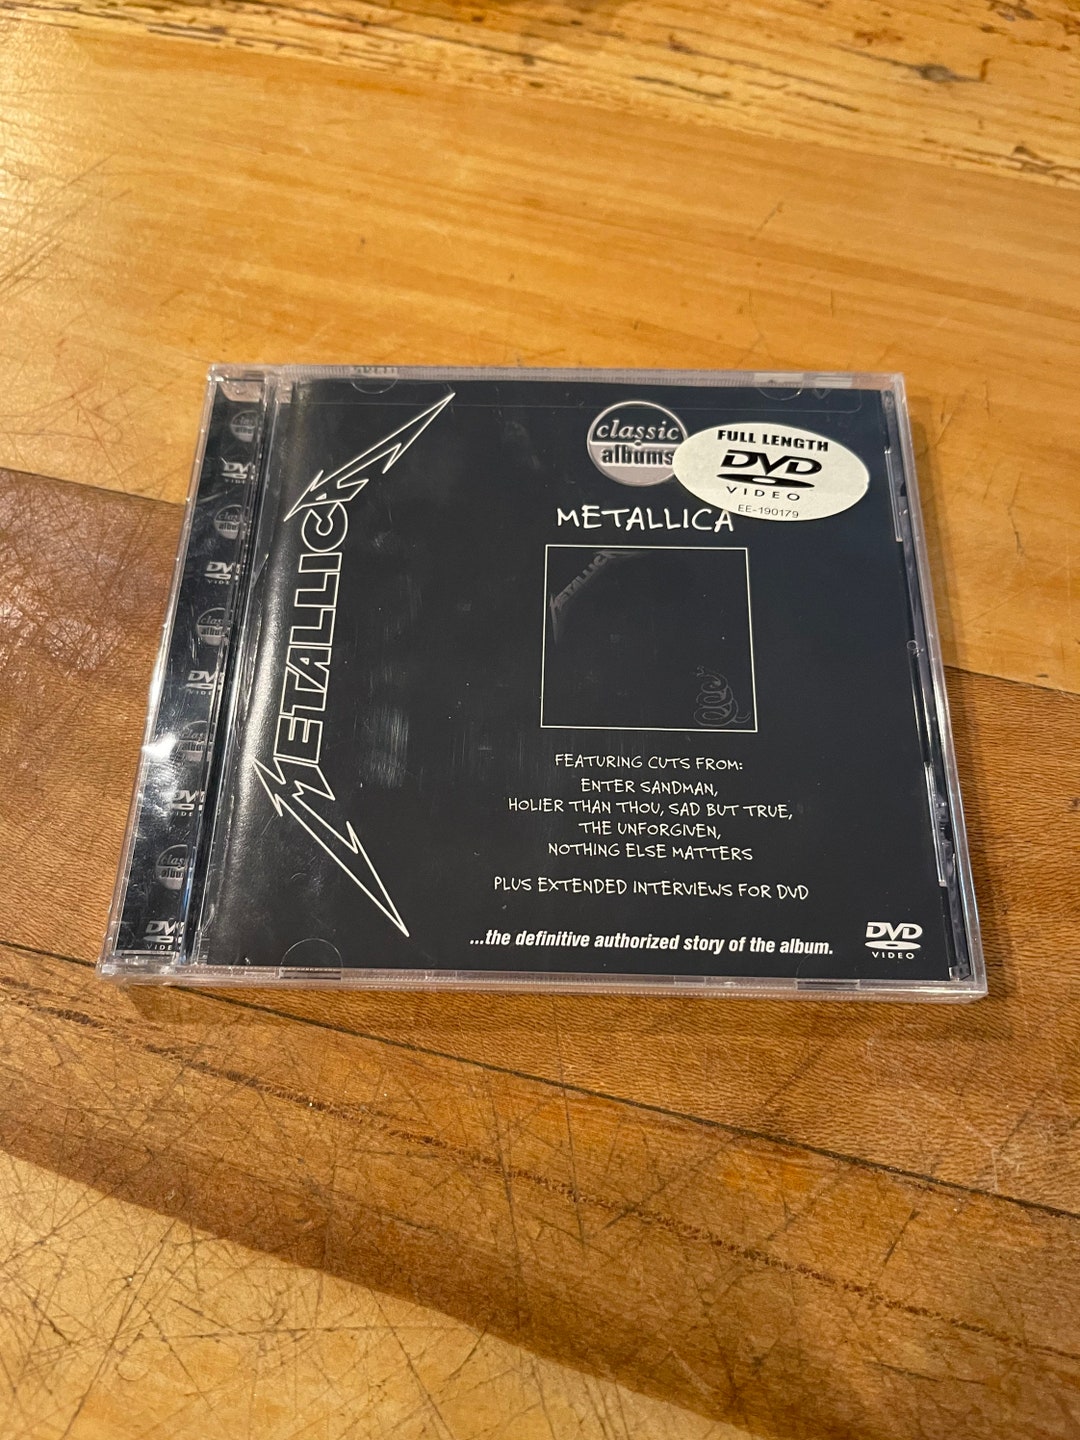 classic
albums
FULL LENGTH
DVD
VIDEO
EE-190179
METALLICA
METALLICA
METALLICA
FEATURING CUTS FROM:
ENTER SANDMAN,
HOLIER THAN THOU, SAD BUT TRUE,
THE UNFORGIVEN,
NOTHING ELSE MATTERS
PLUS EXTENDED INTERVIEWS FOR DVD
...the definitive authorized story of the album.
DVD
VIDEO